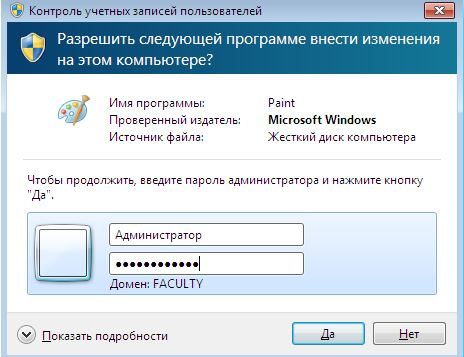 Контроль учетных записей пользователей
Разрешить следующей программе внести изменения
на этом компьютере?
Имя программы: Paint
Проверенный издатель: Microsoft Windows
Источник файла: Жесткий диск компьютера
Чтобы продолжить, введите пароль администратора и нажмите кнопку
"Да".
Администратор
●●●●●●●●●●●●
Домен: FACULTY
Показать подробности Да Нет